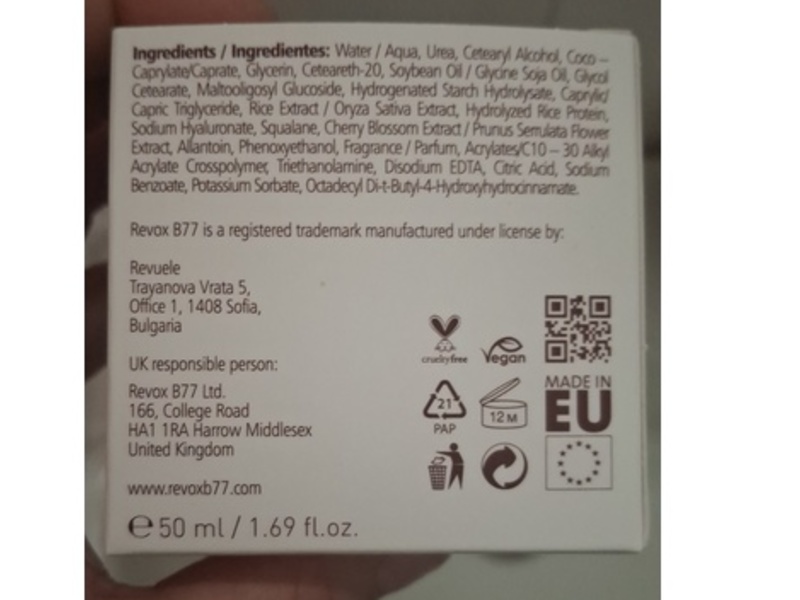 Ingredients / Ingredientes: Water / Aqua, Urea, Cetearyl Alcohol, Coco –
Caprylate/Caprate, Glycerin, Ceteareth-20, Soybean Oil / Glycine Soja Oil, Glycol
Cetearate, Maltooligosyl Glucoside, Hydrogenated Starch Hydrolysate, Caprylic/
Capric Triglyceride, Rice Extract / Oryza Sativa Extract, Hydrolyzed Rice Protein,
Sodium Hyaluronate, Squalane, Cherry Blossom Extract / Prunus Serrulata Flower
Extract, Allantoin, Phenoxyethanol, Fragrance / Parfum, Acrylates/C10 – 30 Alkyl
Acrylate Crosspolymer, Triethanolamine, Disodium EDTA, Citric Acid, Sodium
Benzoate, Potassium Sorbate, Octadecyl Di-t-Butyl-4-Hydroxyhydrocinnamate.
Revox B77 is a registered trademark manufactured under license by:
Revuele
Trayanova Vrata 5,
Office 1, 1408 Sofia,
Bulgaria
UK responsible person:
Revox B77 Ltd.
166, College Road
HA1 1RA Harrow Middlesex
United Kingdom
www.revoxb77.com
℮ 50 ml / 1.69 fl.oz.
crueltyfree
vegan
21
PAP
12 M
MADE IN
EU